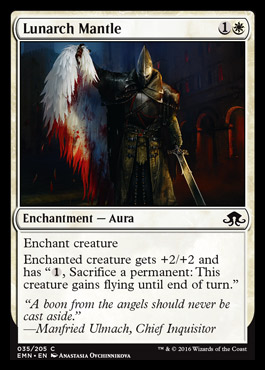 Lunarch Mantle 1
Enchantment — Aura
Enchant creature
Enchanted creature gets +2/+2 and
has “1, Sacrifice a permanent: This
creature gains flying until end of turn.”
“A boon from the angels should never be
cast aside.”
—Manfried Ulmach, Chief Inquisitor
035/205 C
EMN • EN Anastasia Ovchinnikova
™ & © 2016 Wizards of the Coast